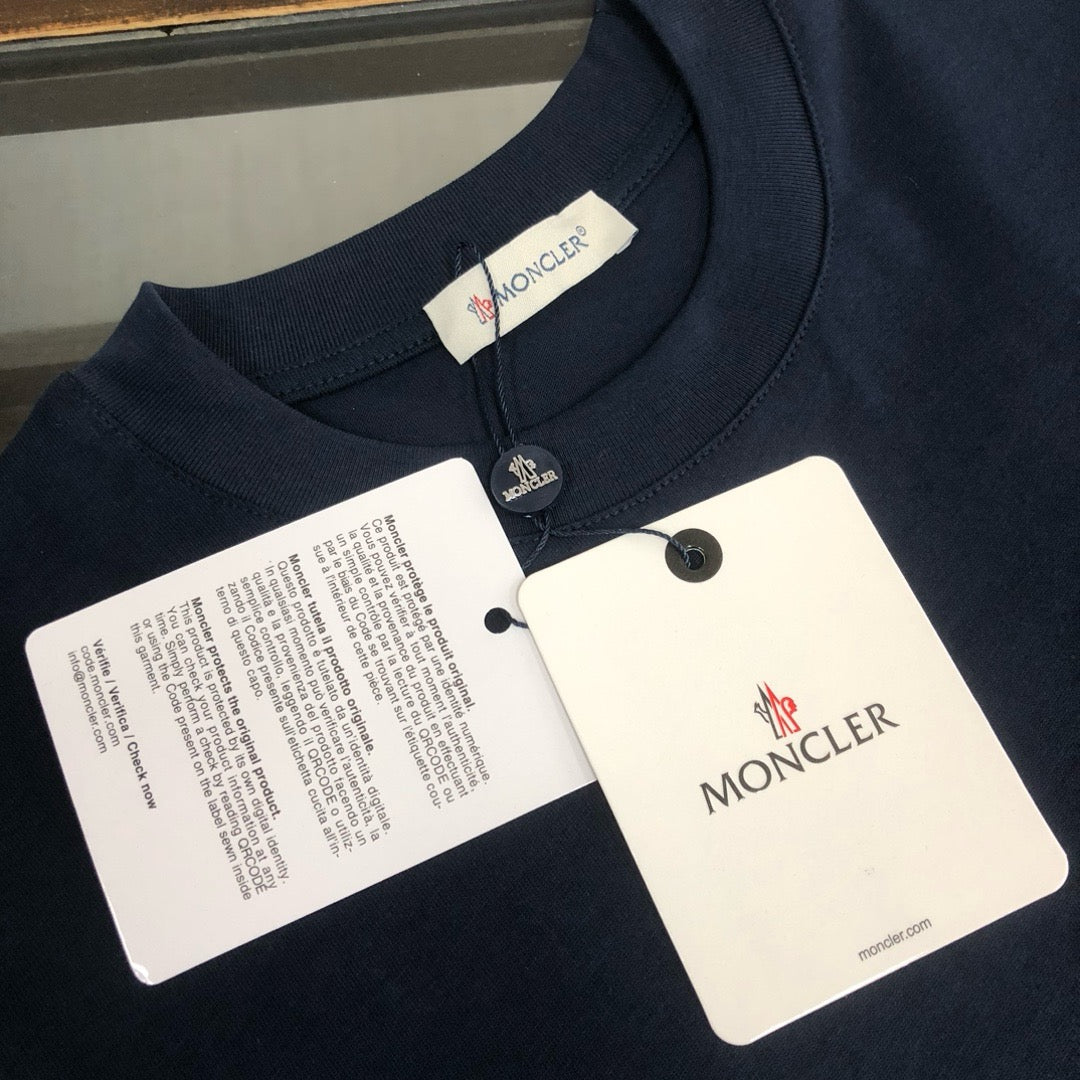 MONCLER®
MONCLER
Moncler protège le produit original.
Ce produit est protégé par une identité numérique.
Vous pouvez vérifier à tout moment l'authenticité,
la qualité et la provenance du produit en effectuant
un simple contrôle par la lecture du QRCODE ou
par le biais du Code se trouvant sur l'étiquette cou-
sue à l'intérieur de cette pièce.
Moncler tutela il prodotto originale.
Questo prodotto è tutelato da un'identità digitale.
in qualsiasi momento può verificare l'autenticità, la
qualità e la provenienza del prodotto facendo un
semplice controllo, leggendo il QRCODE o utiliz-
zando il Codice presente sull'etichetta cucita all'in-
terno di questo capo.
Moncler protects the original product.
This product is protected by its own digital identity.
You can check your product information at any
time. Simply perform a check by reading QRCODE
or using the Code present on the label sewn inside
this garment.
Vérifie / Verifica / Check now
code.moncler.com
info@moncler.com
MONCLER
moncler.com